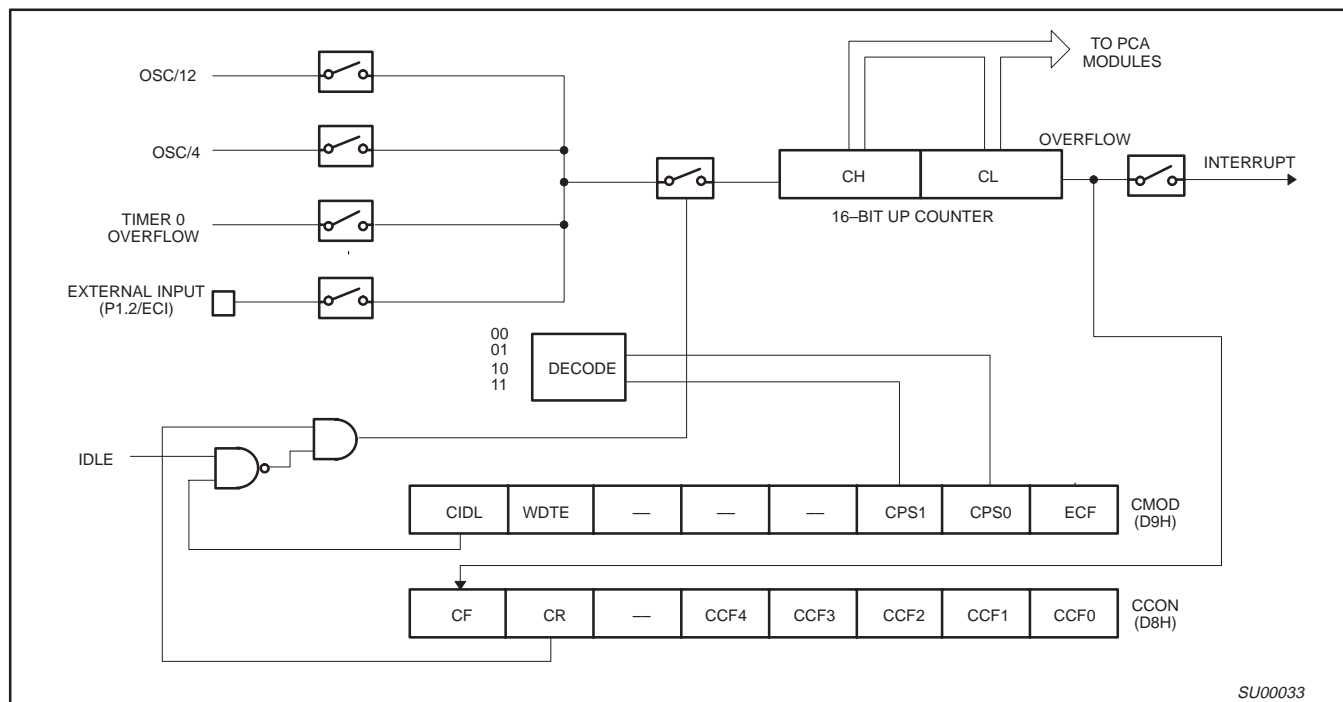 TO PCA
MODULES
OSC/12
OSC/4
OVERFLOW
INTERRUPT
CH
CL
16–BIT UP COUNTER
TIMER 0
OVERFLOW
EXTERNAL INPUT
(P1.2/ECI)
00
01
10
11
DECODE
IDLE
CIDL WDTE –– –– –– CPS1 CPS0 ECF
CMOD
(D9H)
CF CR –– CCF4 CCF3 CCF2 CCF1 CCF0
CCON
(D8H)
SU00033